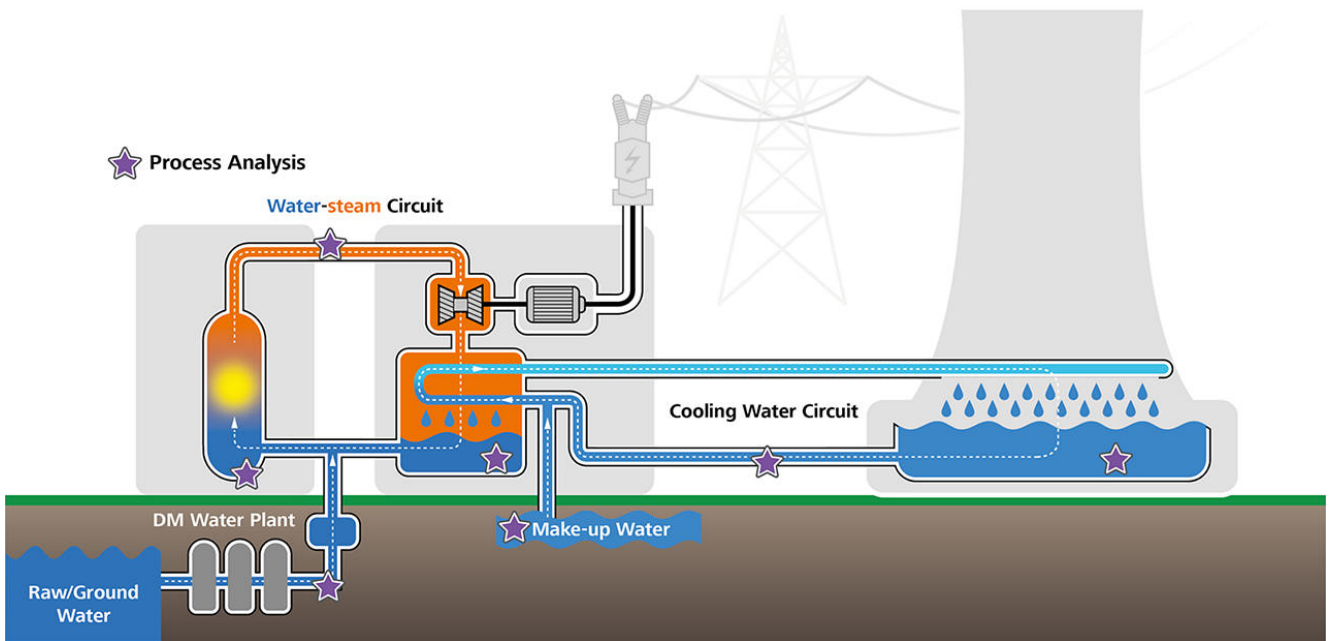 Process Analysis
Water-steam Circuit
Cooling Water Circuit
DM Water Plant
Make-up Water
Raw/Ground
Water